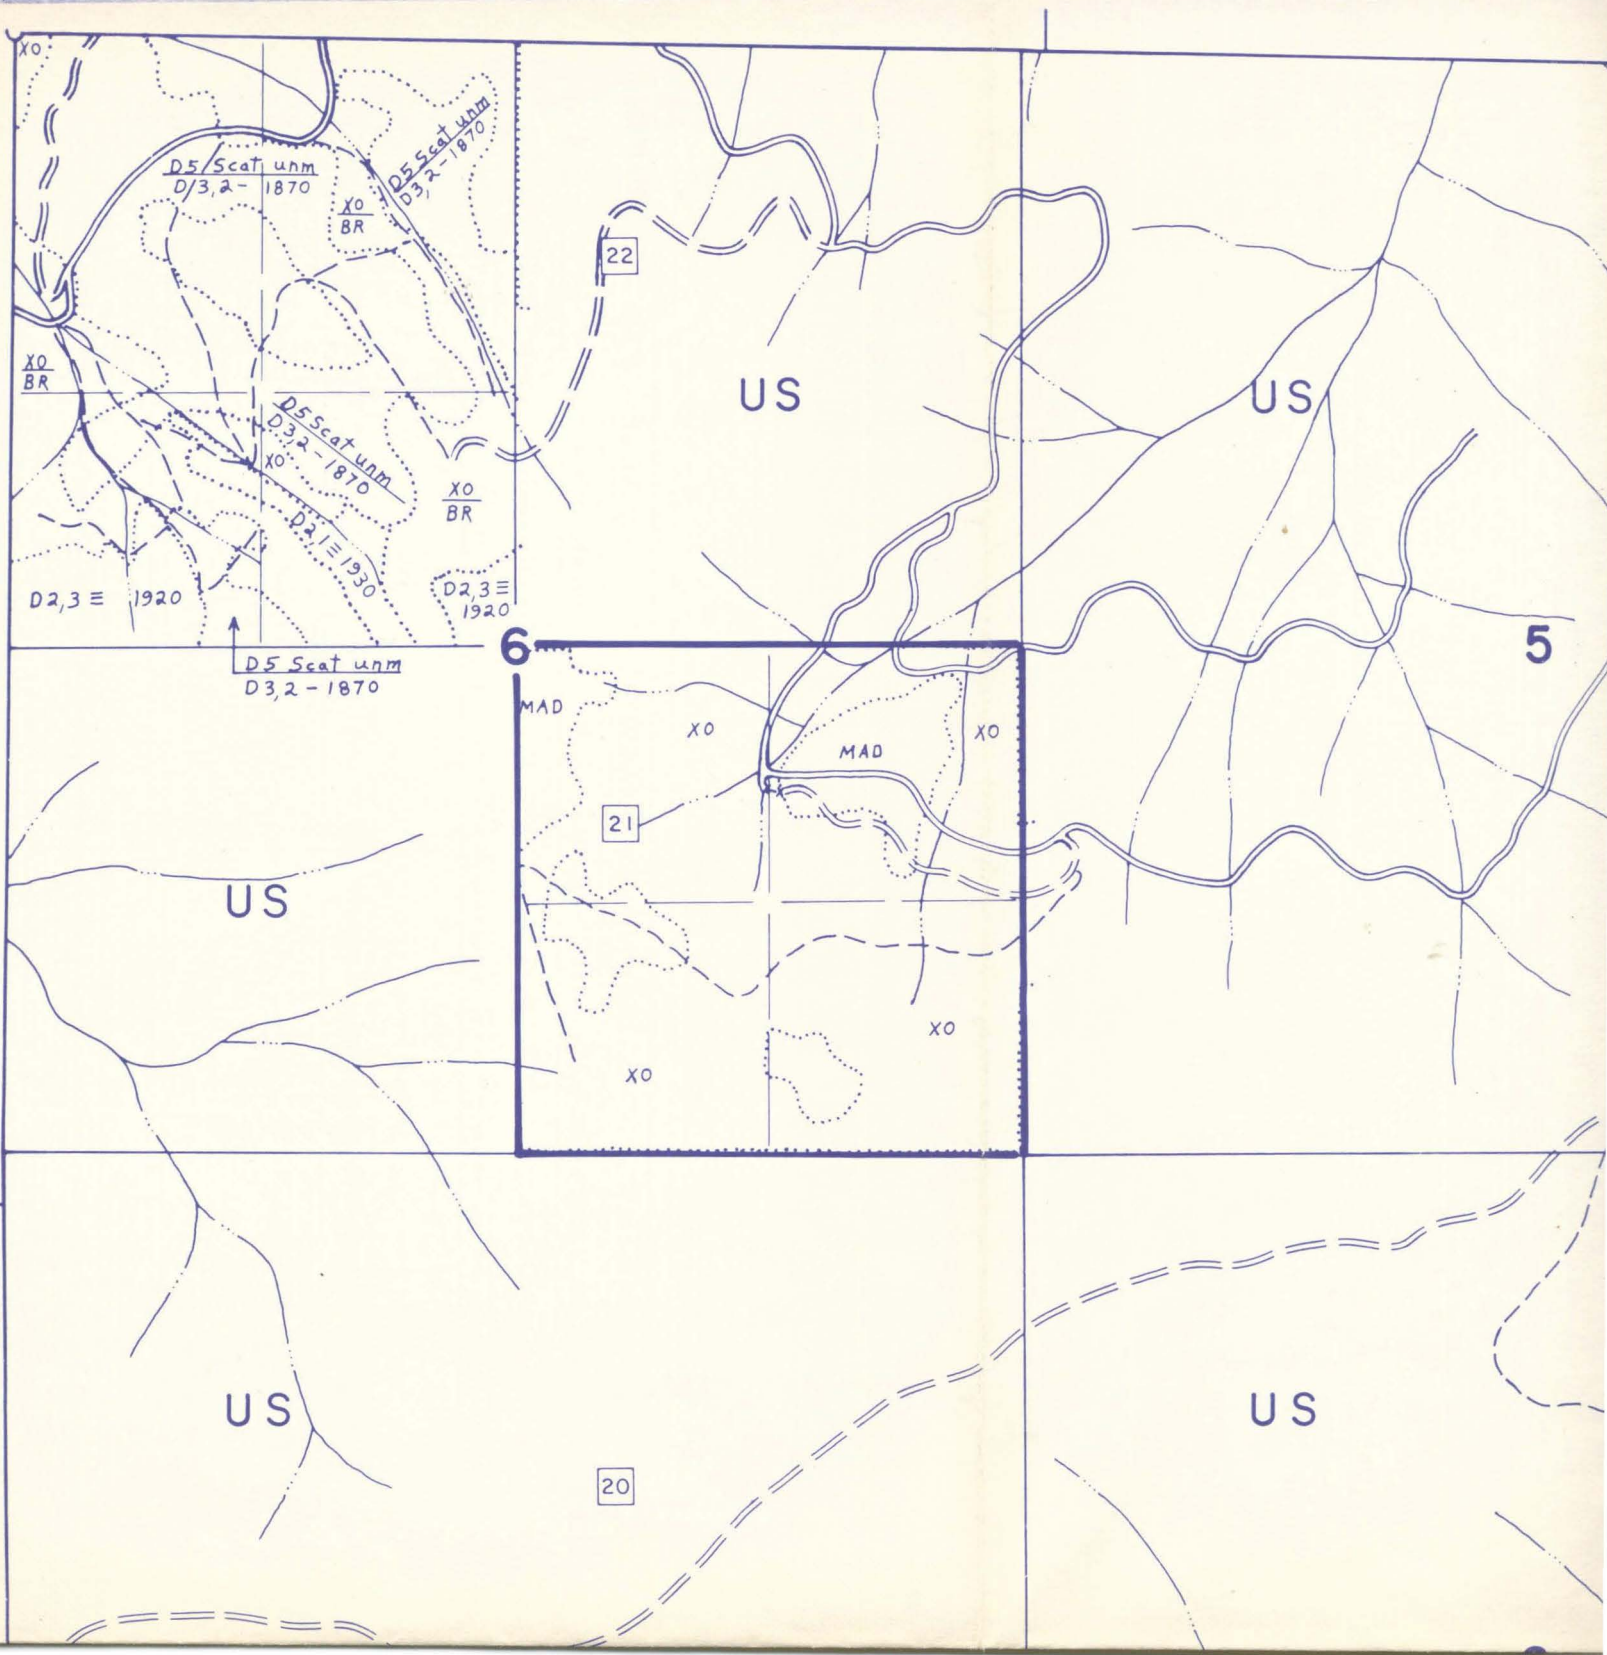 XO
D5 Scat unm
D3,2-1870
D5 Scat unm
D3,2-1870
XO
BR
22
XO
BR
US
US
D5 Scat unm
D3,2-1870
XO
XO
BR
D2,1≡1930
D2,3≡ 1920
D2,3≡
1920
6
5
D5 Scat unm
D3,2-1870
MAD
XO
XO
MAD
21
US
XO
XO
US
US
20